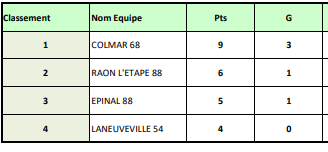 Classement Nom Equipe Pts G
1 COLMAR 68 9 3
2 RAON L'ETAPE 88 6 1
3 EPINAL 88 5 1
4 LANEUVEVILLE 54 4 0